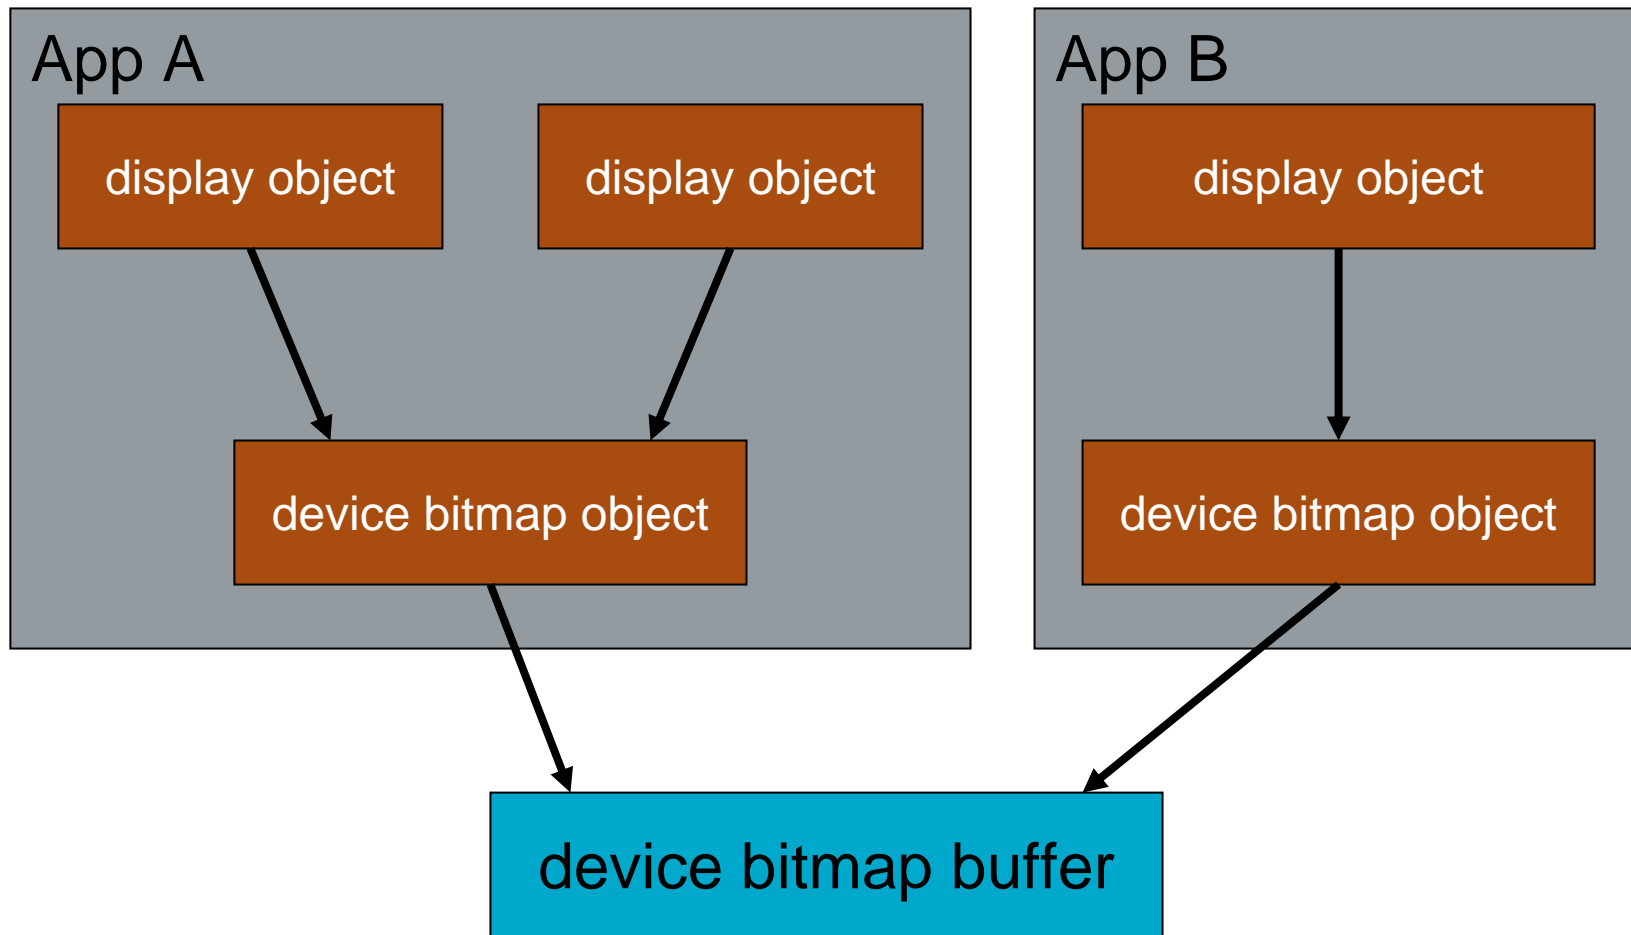 App A
display object
display object
device bitmap object
App B
display object
device bitmap object
device bitmap buffer